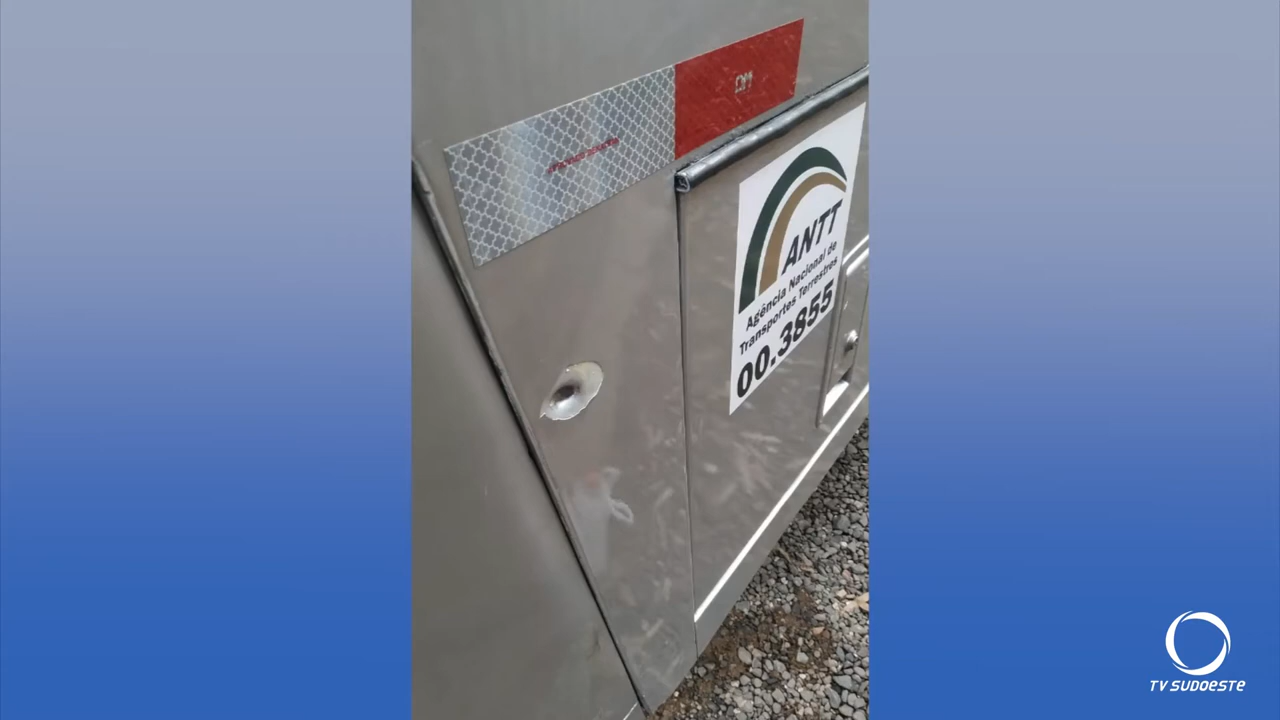 ANTT
Agência Nacional de
Transportes Terrestres
00.3855
TV SUDOESTE